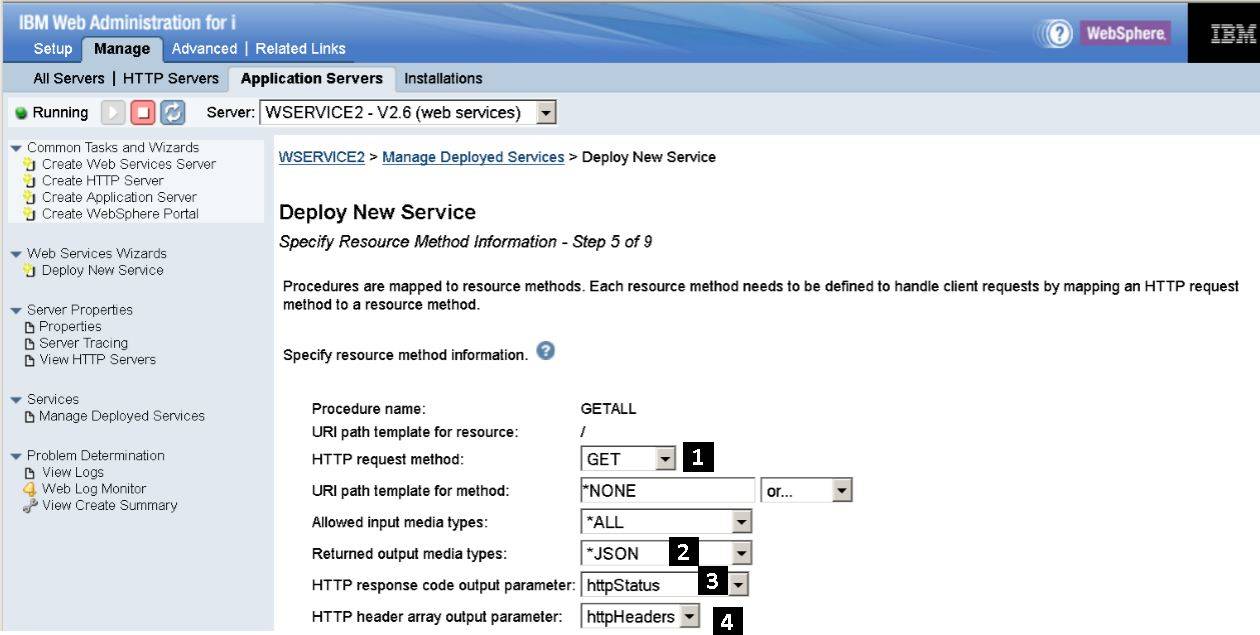 IBM Web Administration for i
Setup Manage Advanced | Related Links
? WebSphere. IBM
All Servers | HTTP Servers Application Servers Installations
Running Server: WSERVICE2 - V2.6 (web services)
Common Tasks and Wizards
Create Web Services Server
Create HTTP Server
Create Application Server
Create WebSphere Portal
Web Services Wizards
Deploy New Service
Server Properties
Properties
Server Tracing
View HTTP Servers
Services
Manage Deployed Services
Problem Determination
View Logs
Web Log Monitor
View Create Summary
WSERVICE2 > Manage Deployed Services > Deploy New Service
Deploy New Service
Specify Resource Method Information - Step 5 of 9
Procedures are mapped to resource methods. Each resource method needs to be defined to handle client requests by mapping an HTTP request
method to a resource method.
Specify resource method information. ?
Procedure name: GETALL
URI path template for resource: /
HTTP request method: GET 1
URI path template for method: *NONE or...
Allowed input media types: *ALL
Returned output media types: *JSON 2
HTTP response code output parameter: httpStatus 3
HTTP header array output parameter: httpHeaders 4